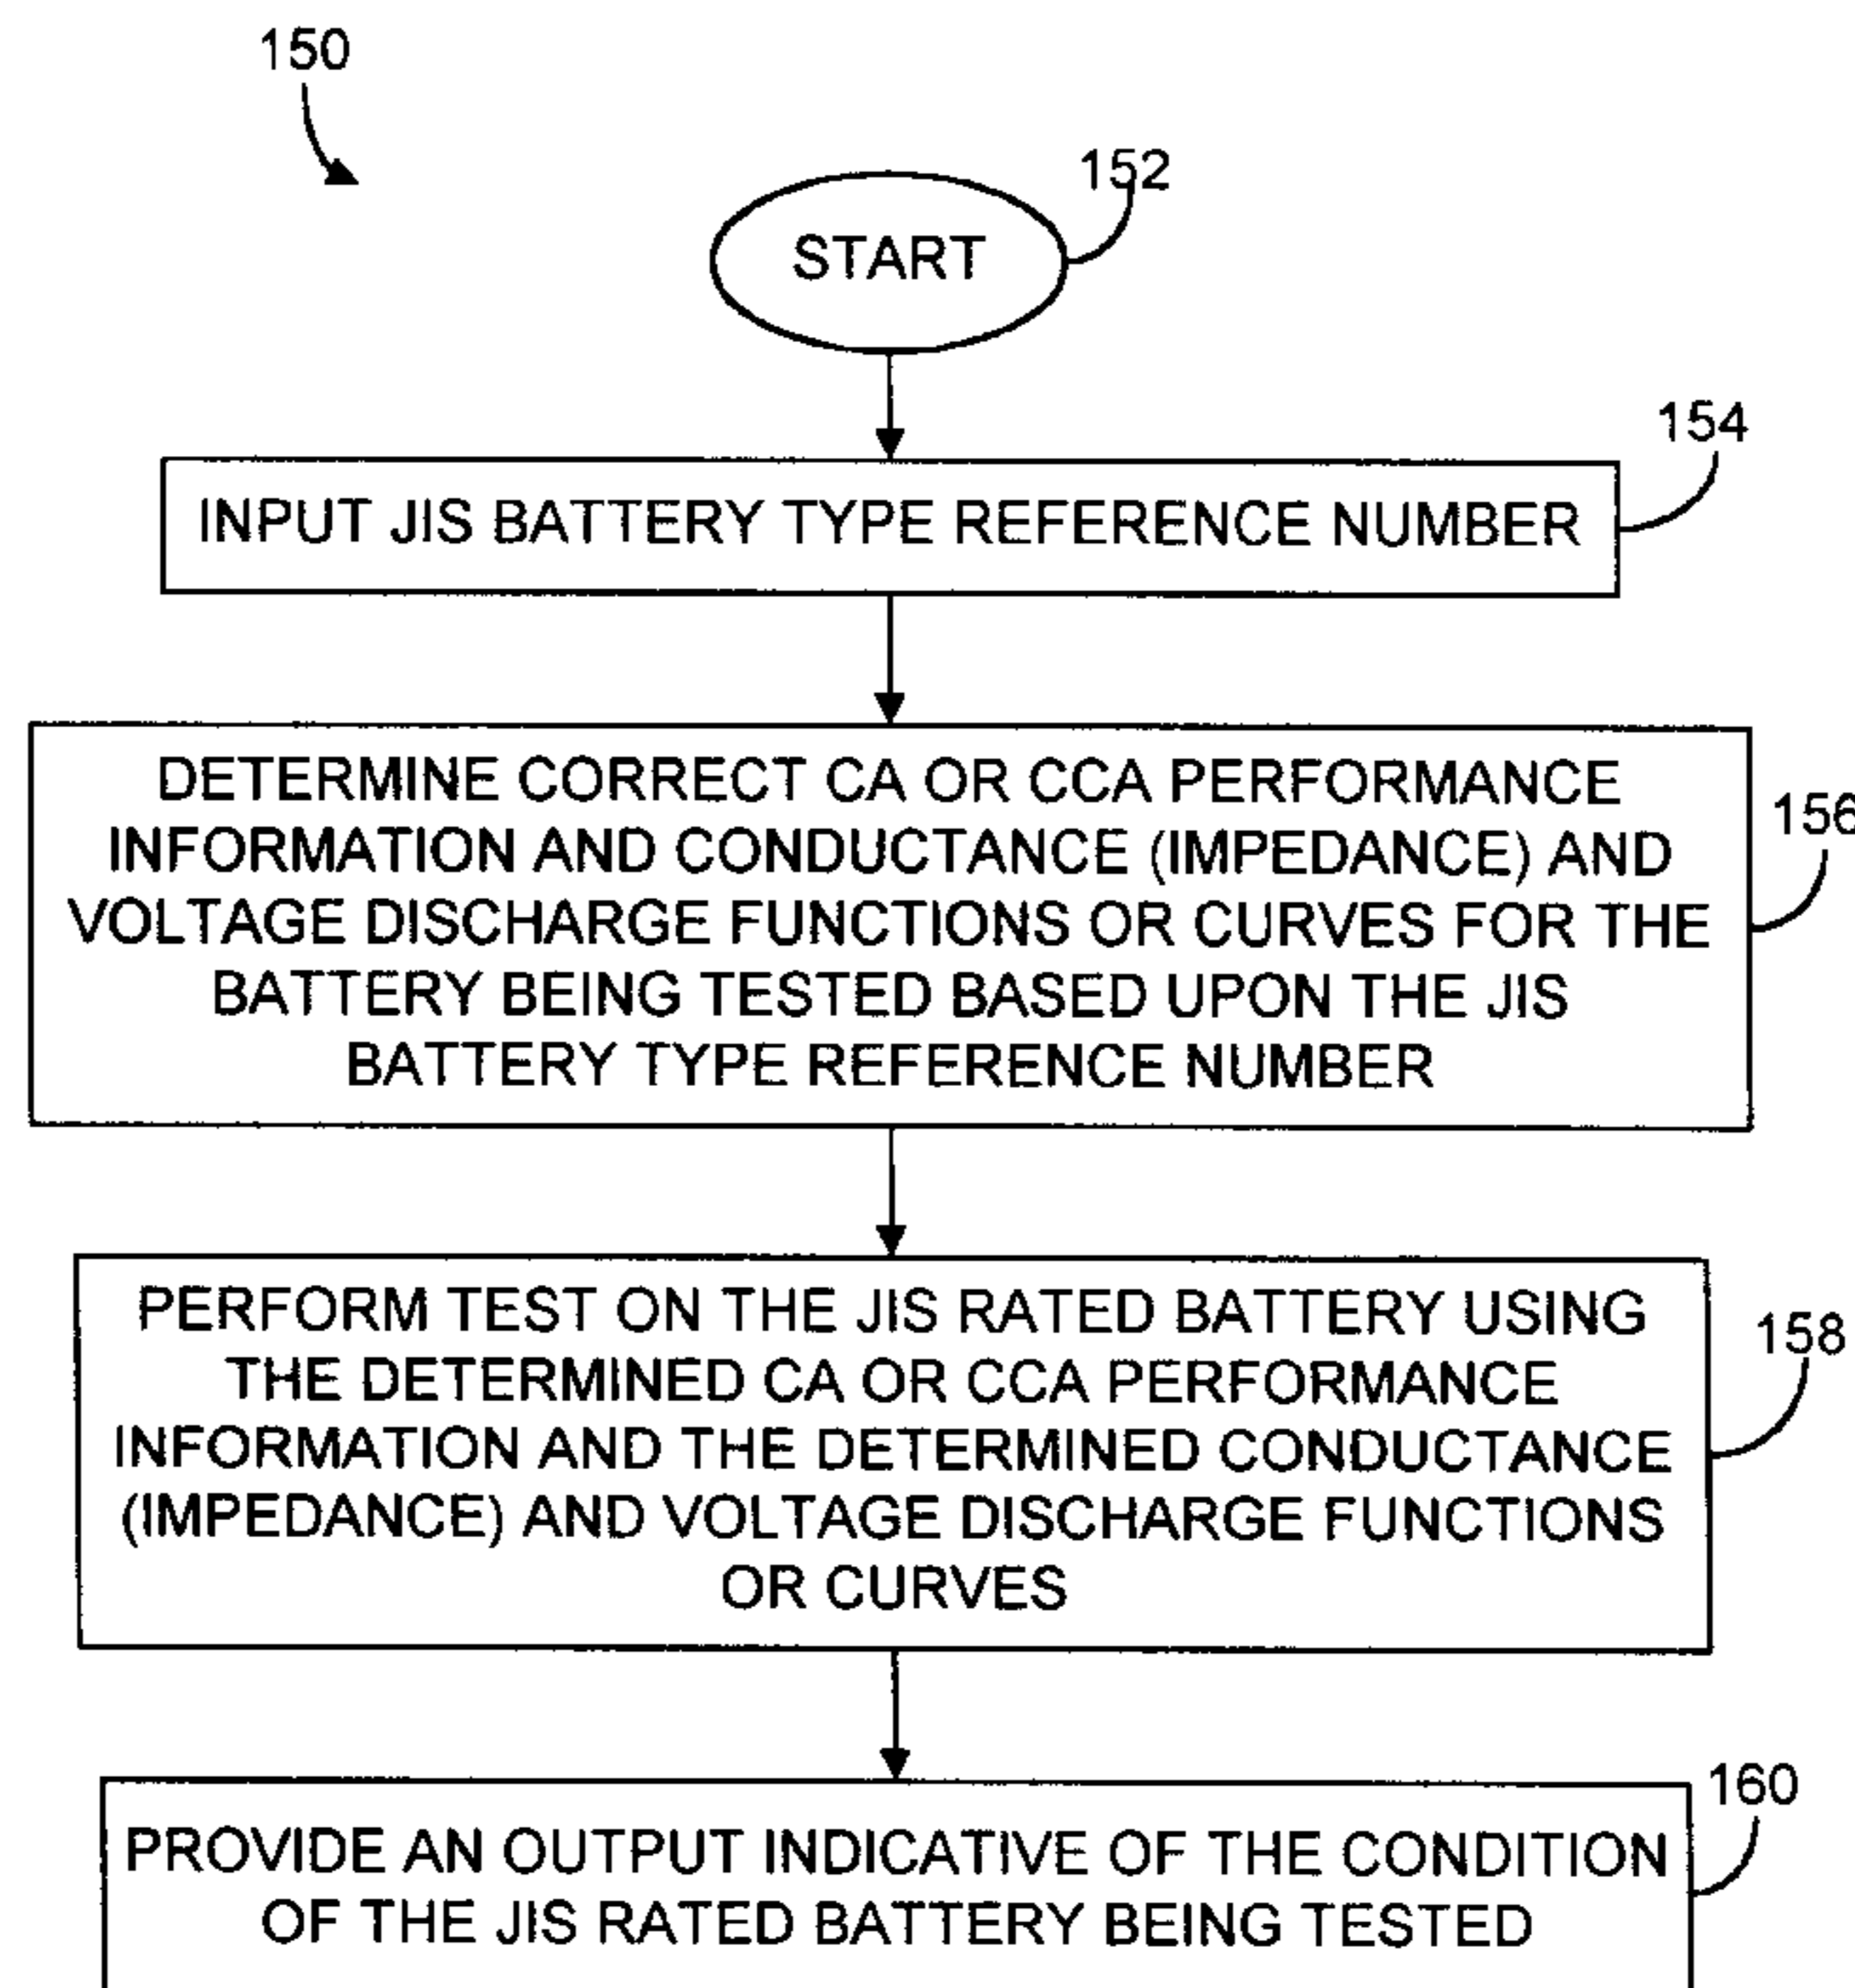 150
152
START
154
INPUT JIS BATTERY TYPE REFERENCE NUMBER
156
DETERMINE CORRECT CA OR CCA PERFORMANCE
INFORMATION AND CONDUCTANCE (IMPEDANCE) AND
VOLTAGE DISCHARGE FUNCTIONS OR CURVES FOR THE
BATTERY BEING TESTED BASED UPON THE JIS
BATTERY TYPE REFERENCE NUMBER
158
PERFORM TEST ON THE JIS RATED BATTERY USING
THE DETERMINED CA OR CCA PERFORMANCE
INFORMATION AND THE DETERMINED CONDUCTANCE
(IMPEDANCE) AND VOLTAGE DISCHARGE FUNCTIONS
OR CURVES
160
PROVIDE AN OUTPUT INDICATIVE OF THE CONDITION
OF THE JIS RATED BATTERY BEING TESTED